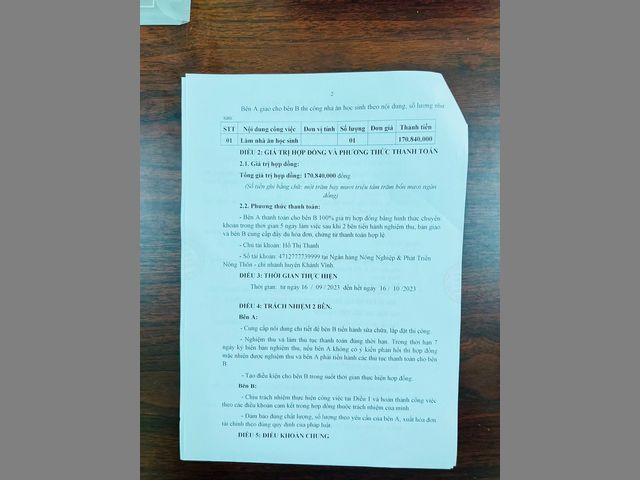 2
Bên A giao cho bên B thi công nhà ăn học sinh theo nội dung, số lượng như
sau:
STT Nội dung công việc Đơn vị tính Số lượng Đơn giá Thành tiền
01 Làm nhà ăn học sinh 01 170.840.000
ĐIỀU 2: GIÁ TRỊ HỢP ĐỒNG VÀ PHƯƠNG THỨC THANH TOÁN
2.1. Giá trị hợp đồng:
Tổng giá trị hợp đồng: 170.840.000 đồng
(Số tiền ghi bằng chữ: một trăm bảy mươi triệu tám trăm bốn mươi ngàn
đồng)
2.2. Phương thức thanh toán:
- Bên A thanh toán cho bên B 100% giá trị hợp đồng bằng hình thức chuyển
khoản trong thời gian 5 ngày làm việc sau khi 2 bên tiến hành nghiệm thu, bàn giao
và bên B cung cấp đầy đủ hóa đơn, chứng từ thanh toán hợp lệ.
- Chủ tài khoản: Hồ Thị Thanh
- Số tài khoản: 4712777739999 tại Ngân hàng Nông Nghiệp & Phát Triển
Nông Thôn - chi nhánh huyện Khánh Vĩnh.
ĐIỀU 3: THỜI GIAN THỰC HIỆN
Thời gian: từ ngày 16 / 09 / 2023 đến hết ngày 16 / 10 /2023
ĐIỀU 4: TRÁCH NHIỆM 2 BÊN.
Bên A:
- Cung cấp nội dung chi tiết để bên B tiến hành sửa chữa, lắp đặt thi công.
- Nghiệm thu và làm thủ tục thanh toán đúng thời hạn. Trong thời hạn 7
ngày ký biên bản nghiệm thu, nếu bên A không có ý kiến phản hồi thì hợp đồng
mặc nhiên được nghiệm thu và bên A phải tiến hành các thủ tục thanh toán cho bên
B.
- Tạo điều kiện cho bên B trong suốt thời gian thực hiện hợp đồng.
Bên B:
- Chịu trách nhiệm thực hiện công việc tại Điều 1 và hoàn thành công việc
theo các điều khoản cam kết trong hợp đồng thuộc trách nhiệm của mình.
- Đảm bảo đúng chất lượng, số lượng theo yêu cầu của bên A, xuất hóa đơn
tài chính theo đúng quy định của pháp luật.
ĐIỀU 5: ĐIỀU KHOẢN CHUNG